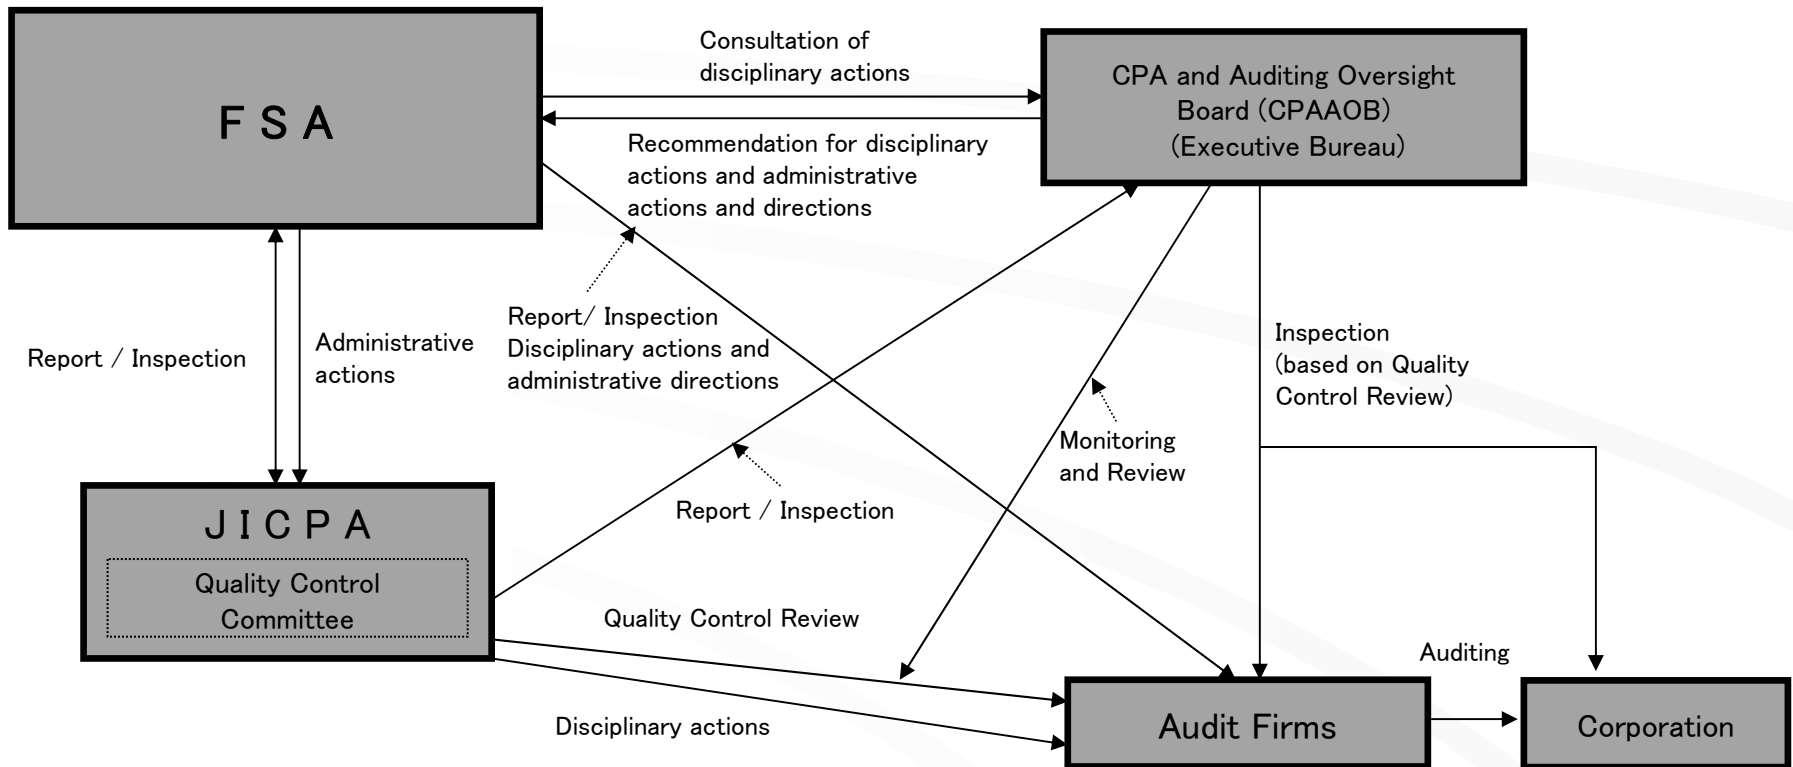 F S A
Consultation of
disciplinary actions
CPA and Auditing Oversight
Board (CPAAOB)
(Executive Bureau)
Recommendation for disciplinary
actions and administrative
actions and directions
Report / Inspection
Administrative
actions
Report/ Inspection
Disciplinary actions and
administrative directions
Inspection
(based on Quality
Control Review)
Monitoring
and Review
Report / Inspection
J I C P A
Quality Control
Committee
Quality Control Review
Disciplinary actions
Audit Firms
Auditing
Corporation